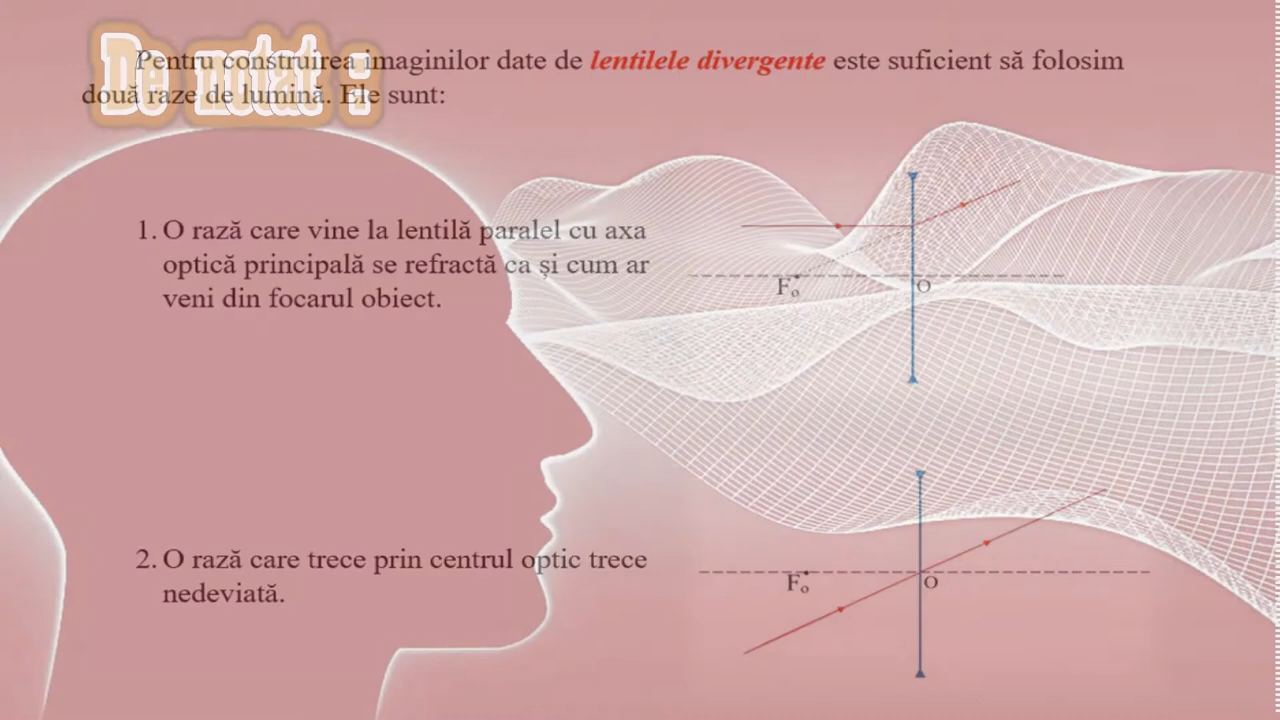 De notat :
Pentru construirea imaginilor date de lentilele divergente este suficient să folosim
două raze de lumină. Ele sunt:
1. O rază care vine la lentilă paralel cu axa
optică principală se refractă ca și cum ar
veni din focarul obiect.
Fo
O
2. O rază care trece prin centrul optic trece
nedeviată.
Fo
O